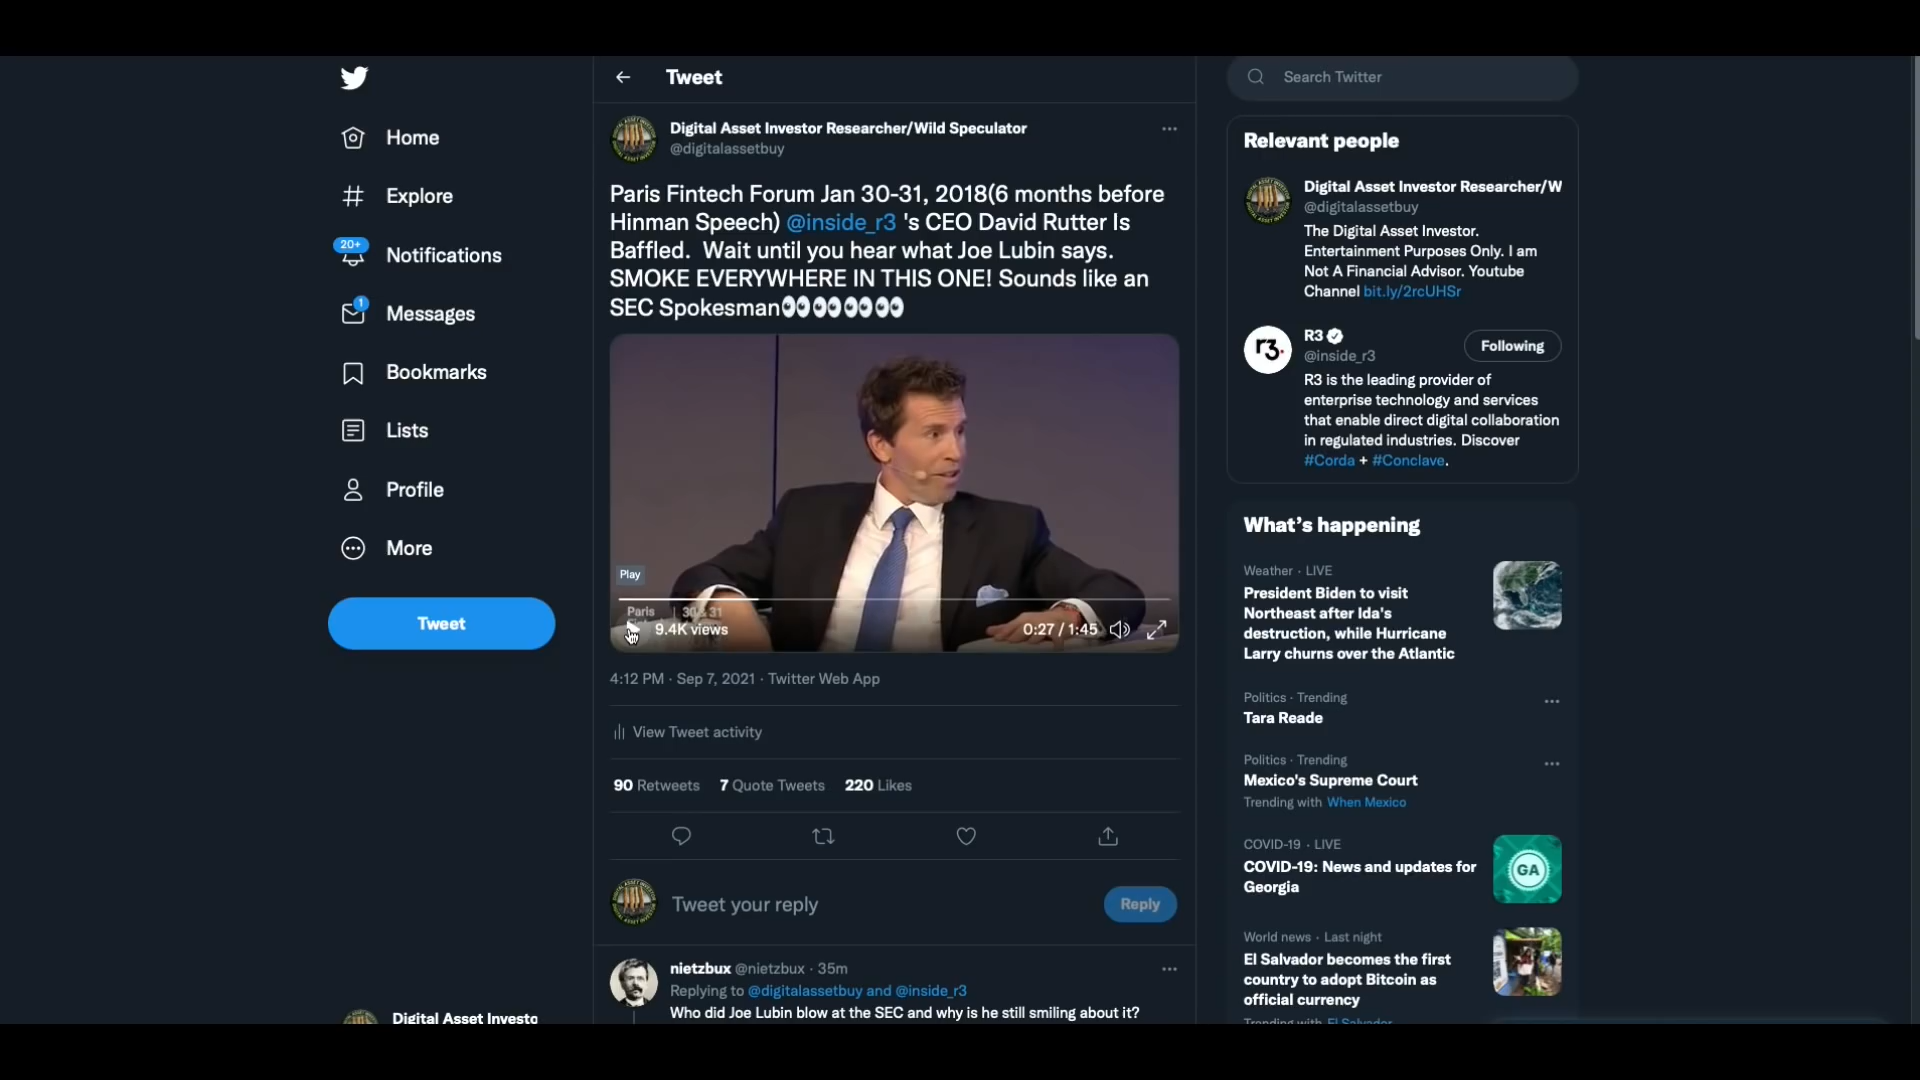 Home
Explore
20+
Notifications
1
Messages
Bookmarks
Lists
Profile
More
Tweet
Digital Asset Investo
Tweet
Digital Asset Investor Researcher/Wild Speculator
@digitalassetbuy
Paris Fintech Forum Jan 30-31, 2018(6 months before
Hinman Speech) @inside_r3 's CEO David Rutter Is
Baffled.  Wait until you hear what Joe Lubin says.
SMOKE EVERYWHERE IN THIS ONE! Sounds like an
SEC Spokesman👀👀👀👀
Play
Paris | 30 & 31
9.4K views
0:27 / 1:45
4:12 PM · Sep 7, 2021 · Twitter Web App
View Tweet activity
90 Retweets 7 Quote Tweets 220 Likes
Tweet your reply
Reply
nietzbux @nietzbux · 35m
Replying to @digitalassetbuy and @inside_r3
Who did Joe Lubin blow at the SEC and why is he still smiling about it?
Search Twitter
Relevant people
Digital Asset Investor Researcher/W
@digitalassetbuy
The Digital Asset Investor.
Entertainment Purposes Only. I am
Not A Financial Advisor. Youtube
Channel bit.ly/2rcUHSr
r3.
R3
@inside_r3
Following
R3 is the leading provider of
enterprise technology and services
that enable direct digital collaboration
in regulated industries. Discover
#Corda + #Conclave.
What's happening
Weather · LIVE
President Biden to visit
Northeast after Ida's
destruction, while Hurricane
Larry churns over the Atlantic
Politics · Trending
Tara Reade
Politics · Trending
Mexico's Supreme Court
Trending with When Mexico
COVID-19 · LIVE
COVID-19: News and updates for
Georgia
GA
World news · Last night
El Salvador becomes the first
country to adopt Bitcoin as
official currency
Trending with El Salvador